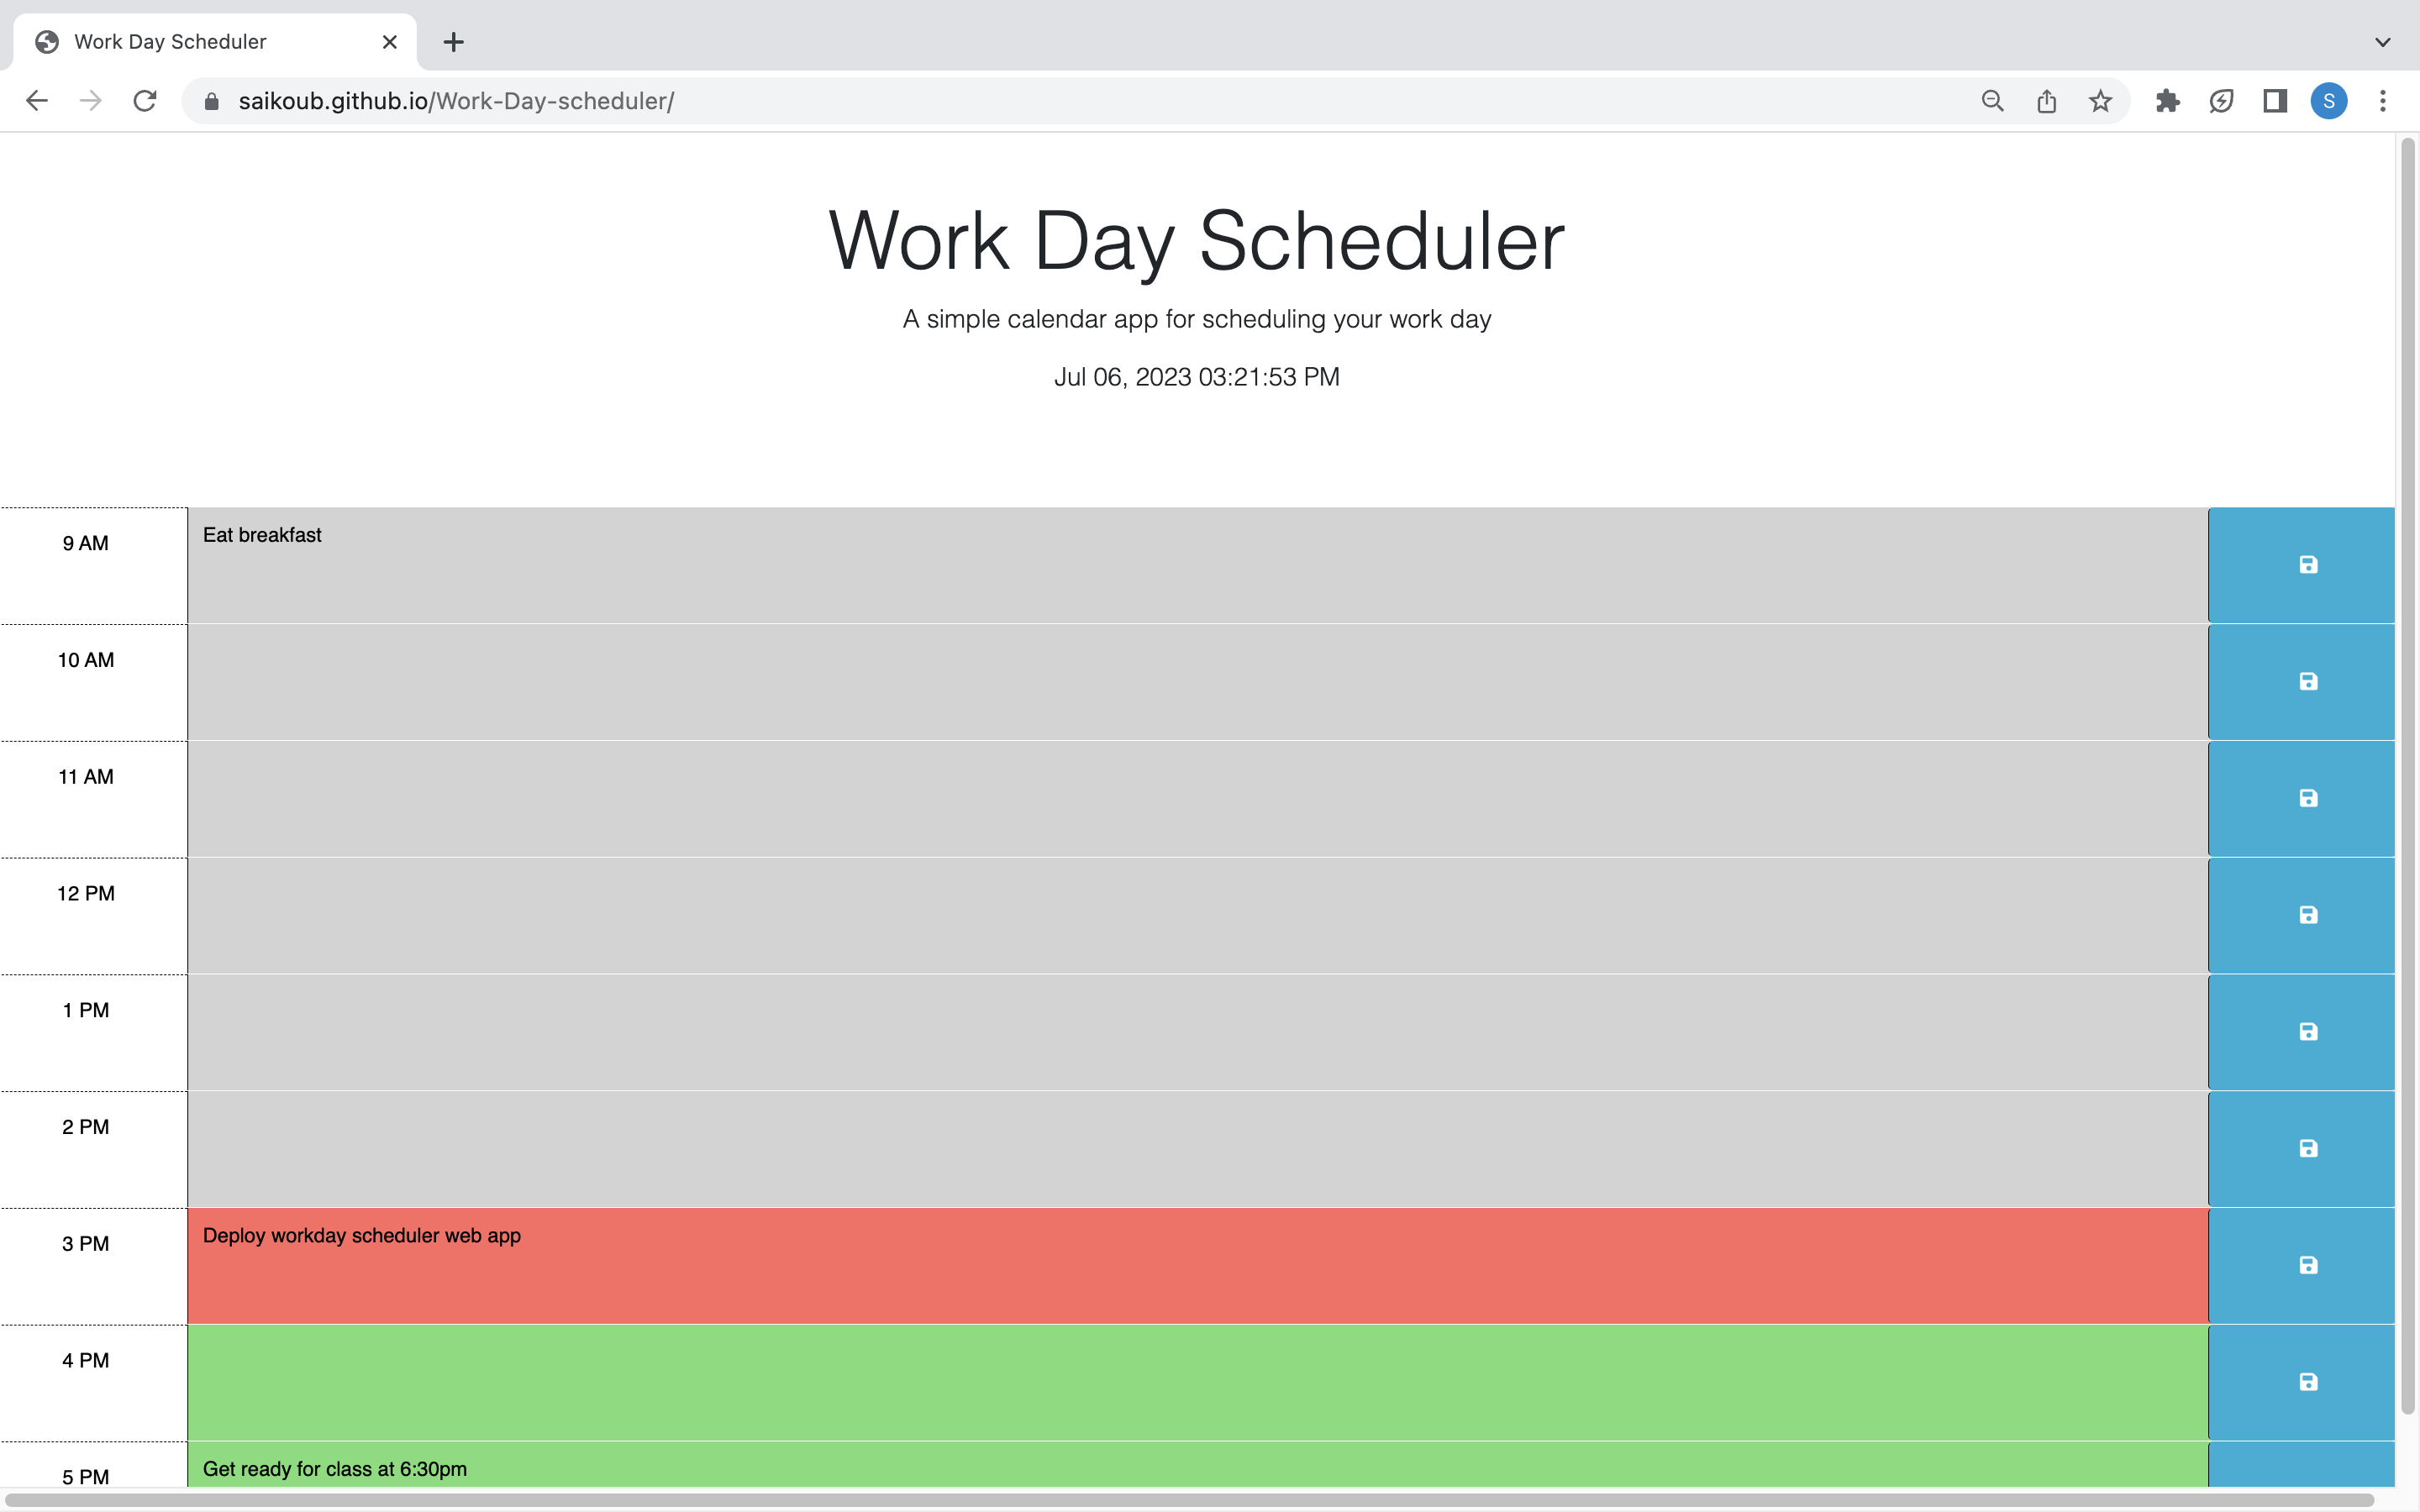 Work Day Scheduler
saikoub.github.io/Work-Day-scheduler/
S
Work Day Scheduler
A simple calendar app for scheduling your work day
Jul 06, 2023 03:21:53 PM
9 AM Eat breakfast
10 AM
11 AM
12 PM
1 PM
2 PM
3 PM Deploy workday scheduler web app
4 PM
5 PM Get ready for class at 6:30pm